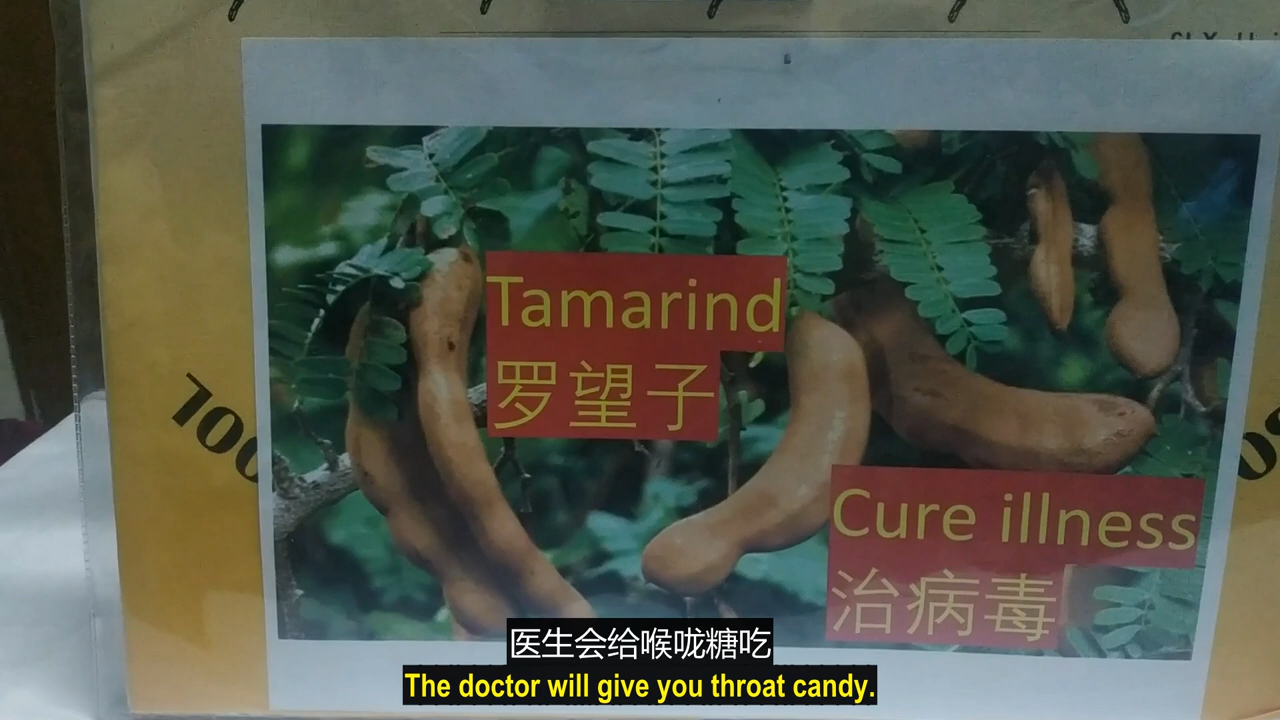 Tamarind
罗望子
Cure illness
治病毒
100
医生会给喉咙糖吃
The doctor will give you throat candy.